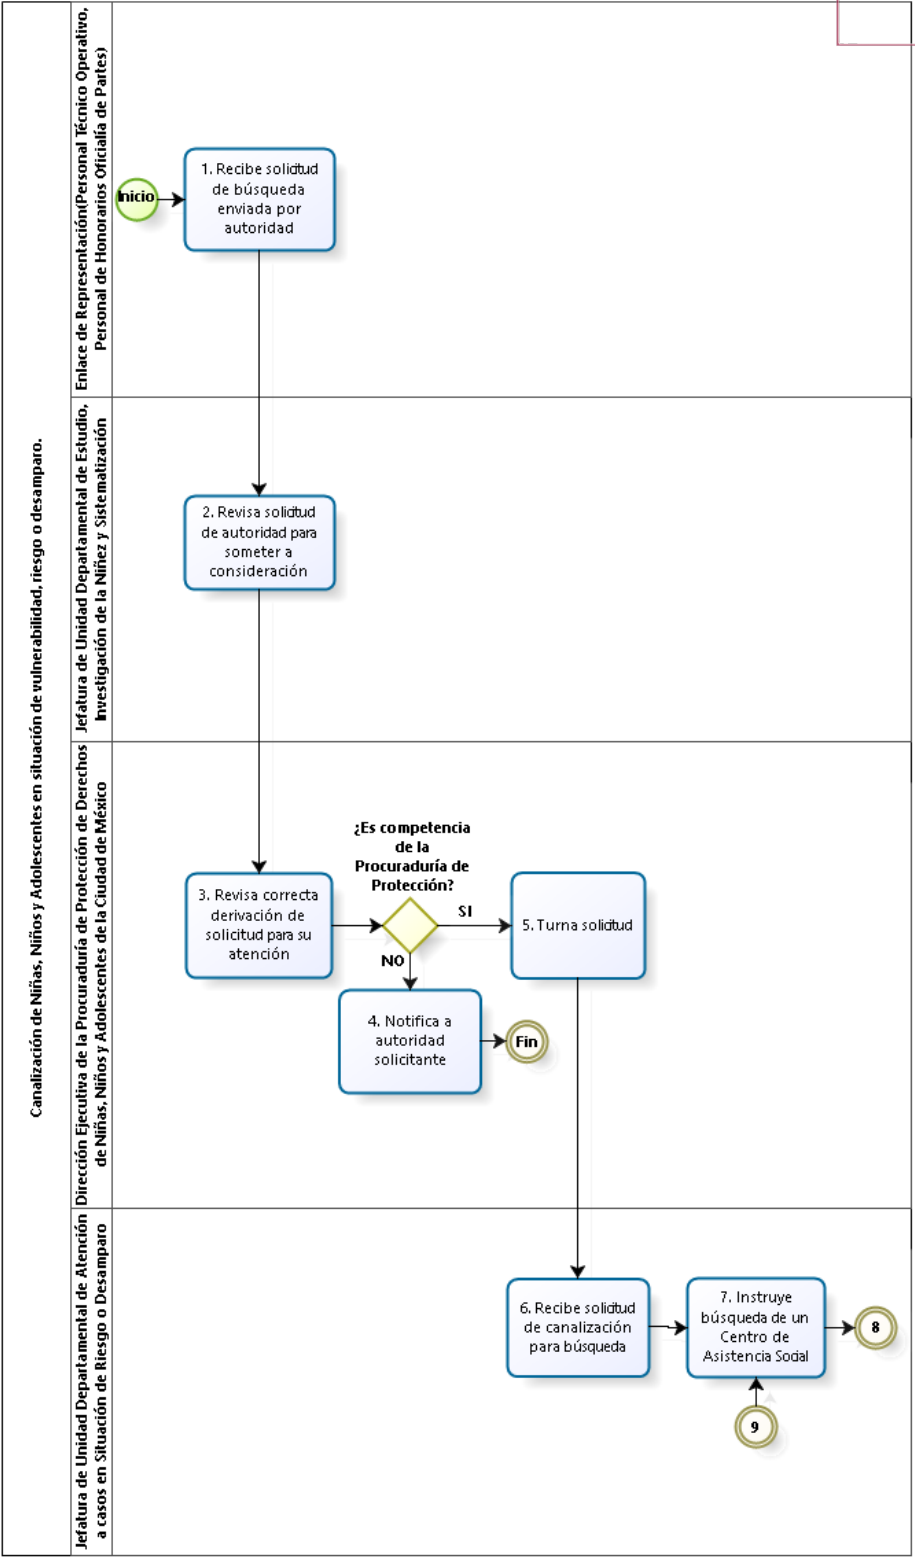 Canalización de Niñas, Niños y Adolescentes en situación de vulnerabilidad, riesgo o desamparo.
Enlace de Representación(Personal Técnico Operativo,
Personal de Honorarios Oficialía de Partes)
Inicio
1. Recibe solicitud
de búsqueda
enviada por
autoridad
Jefatura de Unidad Departamental de Estudio,
Investigación de la Niñez y Sistematización
2. Revisa solicitud
de autoridad para
someter a
consideración
Dirección Ejecutiva de la Procuraduría de Protección de Derechos
de Niñas, Niños y Adolescentes de la Ciudad de México
3. Revisa correcta
derivación de
solicitud para su
atención
¿Es competencia
de la
Procuraduría de
Protección?
SI
NO
5. Turna solicitud
4. Notifica a
autoridad
solicitante
Fin
Jefatura de Unidad Departamental de Atención
a casos en Situación de Riesgo o Desamparo
6. Recibe solicitud
de canalización
para búsqueda
7. Instruye
búsqueda de un
Centro de
Asistencia Social
8
9